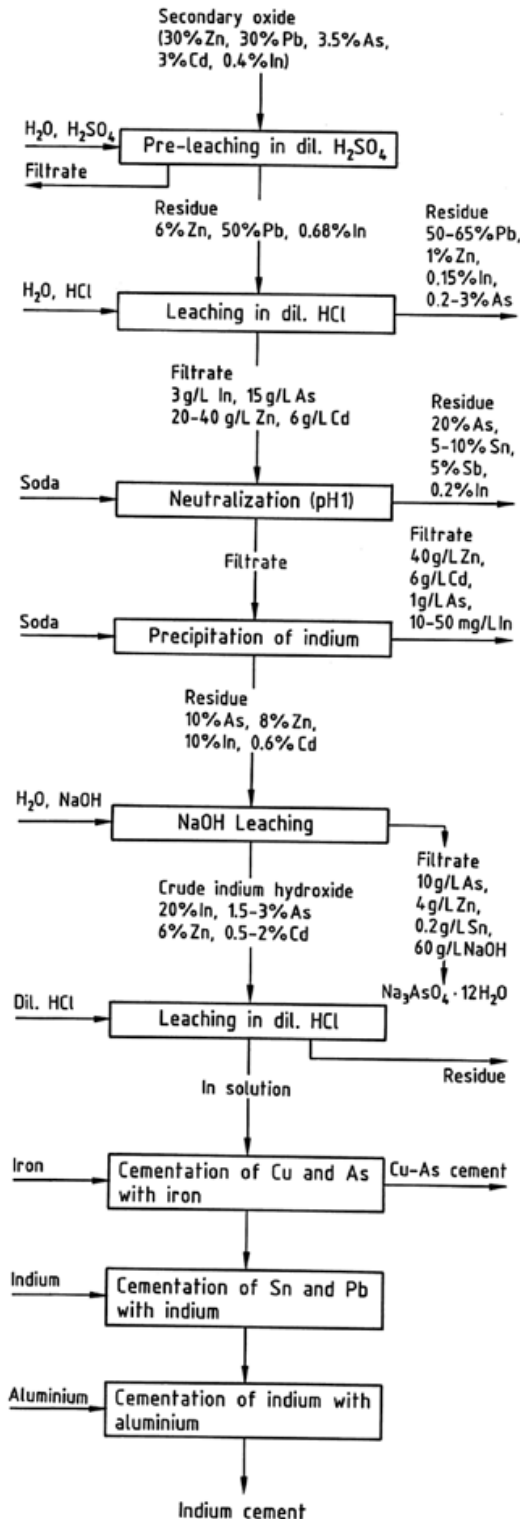 Secondary oxide
(30% Zn, 30% Pb, 3.5% As,
3% Cd, 0.4% In)
H₂O, H₂SO₄
Pre-leaching in dil. H₂SO₄
Filtrate
Residue
6% Zn, 50% Pb, 0.68% In
Residue
50-65% Pb,
1% Zn,
0.15% In,
0.2-3% As
H₂O, HCl
Leaching in dil. HCl
Filtrate
3 g/L In, 15 g/L As
20-40 g/L Zn, 6 g/L Cd
Residue
20% As,
5-10% Sn,
5% Sb,
0.2% In
Soda
Neutralization (pH 1)
Filtrate
Filtrate
40 g/L Zn,
6 g/L Cd,
1 g/L As,
10-50 mg/L In
Soda
Precipitation of indium
Residue
10% As, 8% Zn,
10% In, 0.6% Cd
H₂O, NaOH
NaOH Leaching
Crude indium hydroxide
20% In, 1.5-3% As
6% Zn, 0.5-2% Cd
Filtrate
10 g/L As,
4 g/L Zn,
0.2 g/L Sn,
60 g/L NaOH
Na₃AsO₄ · 12H₂O
Dil. HCl
Leaching in dil. HCl
Residue
In solution
Iron
Cementation of Cu and As
with iron
Cu-As cement
Indium
Cementation of Sn and Pb
with indium
Aluminium
Cementation of indium with
aluminium
Indium cement